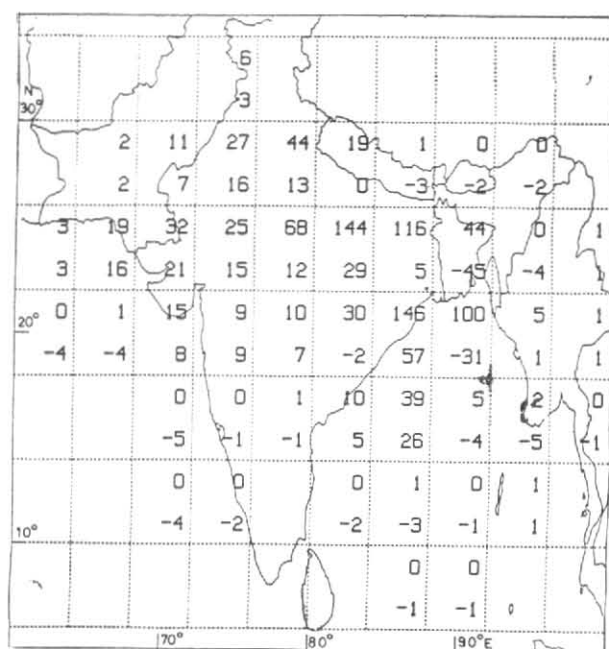 6
N
30°
3
2 11 27 44 19 1 0 0
2 7 16 13 0 -3 -2 -2
3 19 32 25 68 144 116 44 0 1
3 16 21 15 12 29 5 -45 -4 1
0 1 15 9 10 30 146 100 5 1
20°
-4 -4 8 9 7 -2 57 -31 1 1
0 0 1 10 39 5 2 0
-5 -1 -1 5 26 -4 -5 -1
0 0 0 1 0 1
-4 -2 -2 -3 -1 1
10°
0 0
-1 -1
70° 80° 90°E